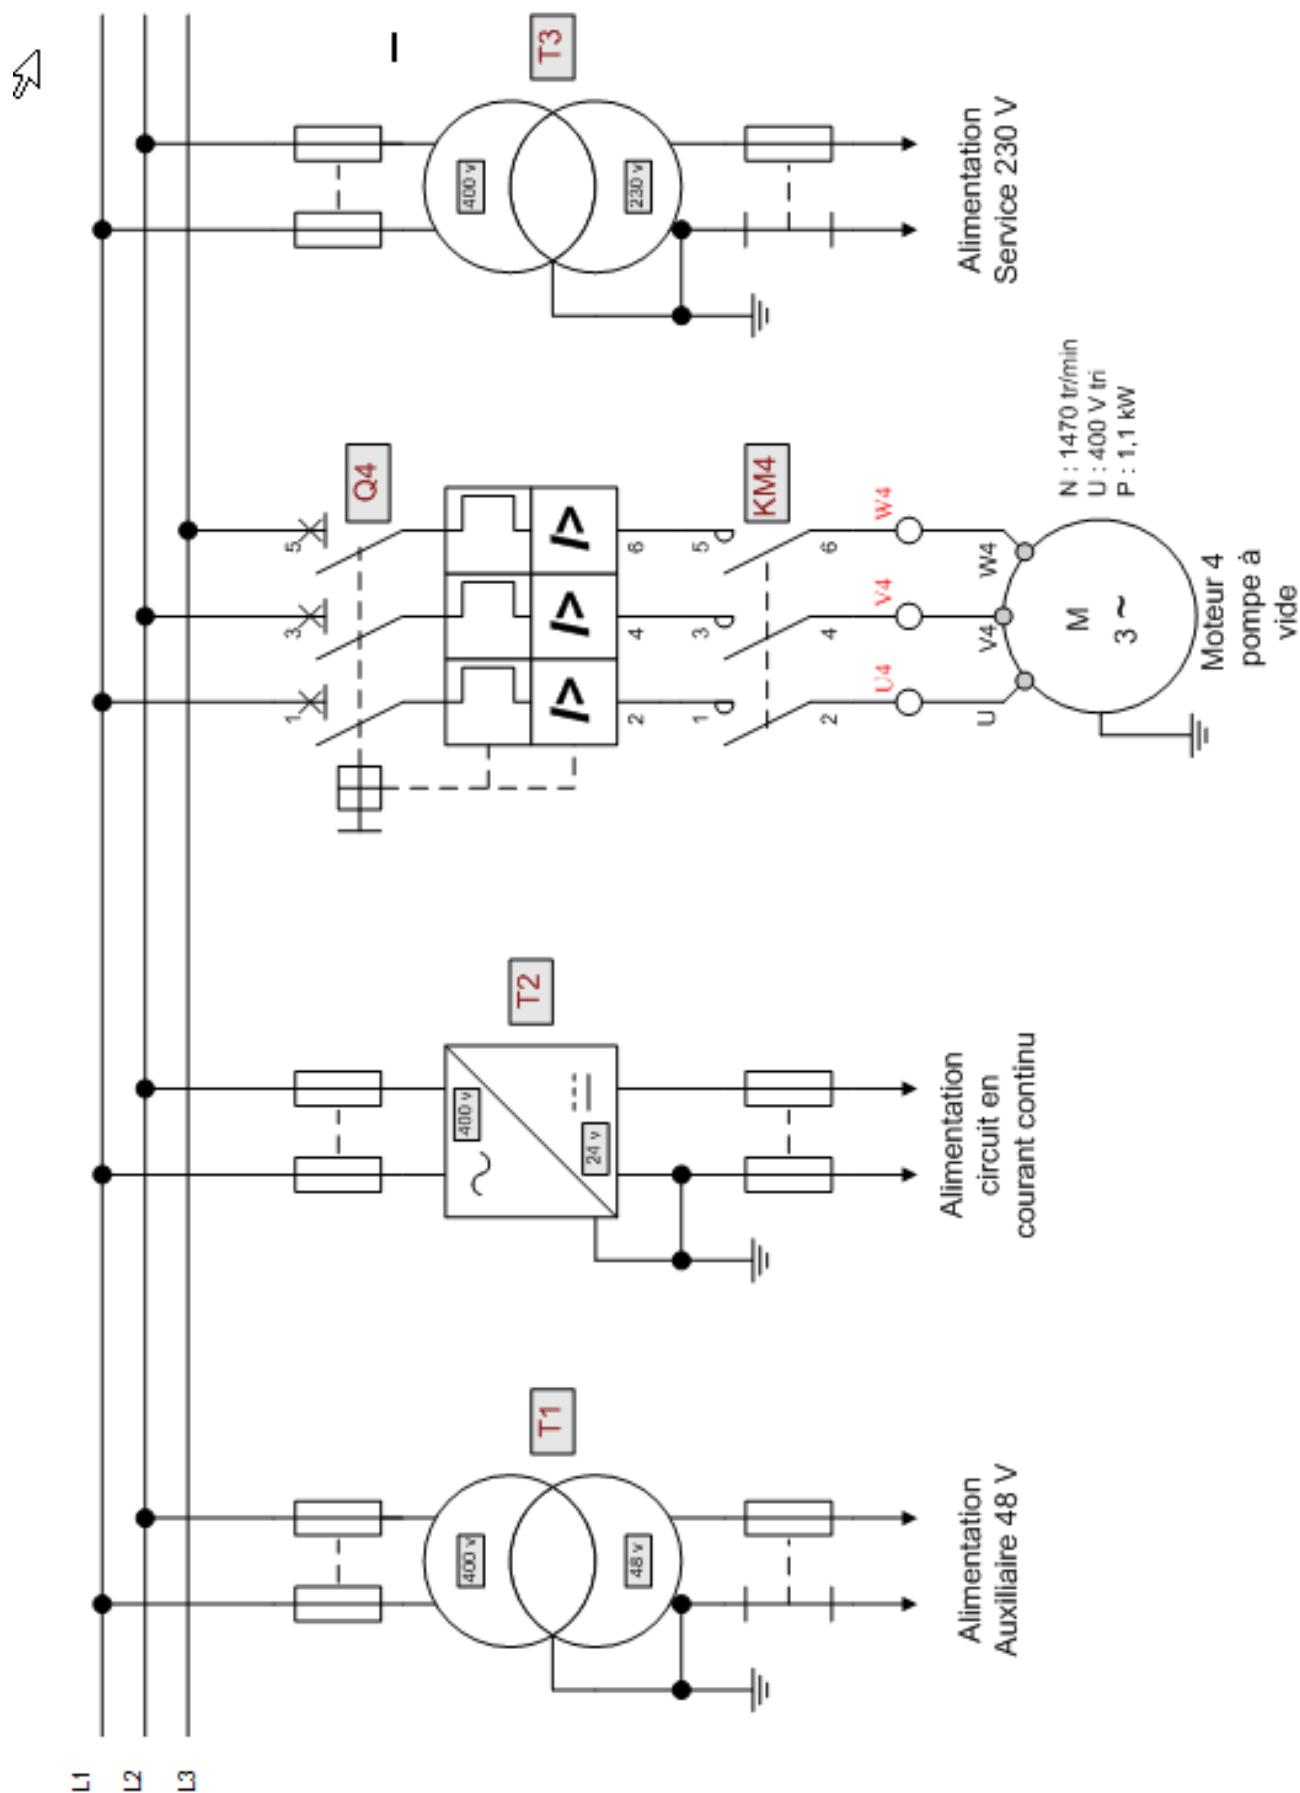 L1
L2
L3
T1
400 v
48 v
Alimentation
Auxiliaire 48 V
T2
400 v
24 v
Alimentation
circuit en
courant continu
Q4
1
3
5
I>
I>
I>
2
4
6
KM4
1
3
5
2
4
6
U4
V4
W4
U
V4
W4
M
3 ~
N : 1470 tr/min
U : 400 V tri
P : 1,1 kW
Moteur 4
pompe à
vide
T3
400 v
230 v
Alimentation
Service 230 V